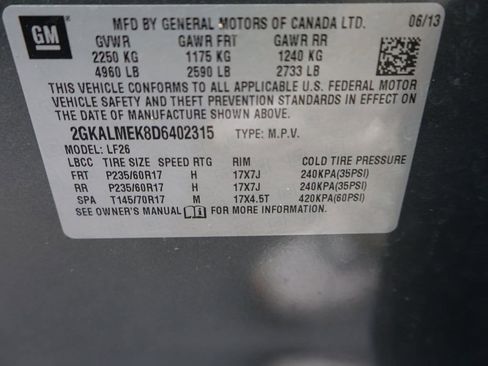 MFD BY GENERAL MOTORS OF CANADA LTD. 06/13
GM
GVWR GAWR FRT GAWR RR
2250 KG 1175 KG 1240 KG
4960 LB 2590 LB 2733 LB
THIS VEHICLE CONFORMS TO ALL APPLICABLE U.S. FEDERAL MOTOR
VEHICLE SAFETY AND THEFT PREVENTION STANDARDS IN EFFECT ON
THE DATE OF MANUFACTURE SHOWN ABOVE.
2GKALMEK8D6402315 TYPE: M.P.V.
MODEL: LF26
LBCC TIRE SIZE SPEED RTG RIM COLD TIRE PRESSURE
FRT P235/60R17 H 17X7J 240KPA(35PSI)
RR P235/60R17 H 17X7J 240KPA(35PSI)
SPA T145/70R17 M 17X4.5T 420KPA(60PSI)
SEE OWNER'S MANUAL FOR MORE INFORMATION